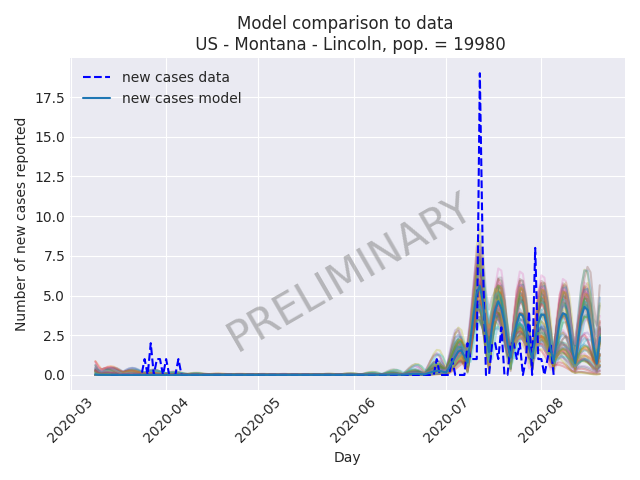 Model comparison to data
US - Montana - Lincoln, pop. = 19980
new cases data
new cases model
17.5
15.0
12.5
10.0
7.5
5.0
2.5
0.0
Number of new cases reported
PRELIMINARY
2020-03
2020-04
2020-05
2020-06
2020-07
2020-08
Day